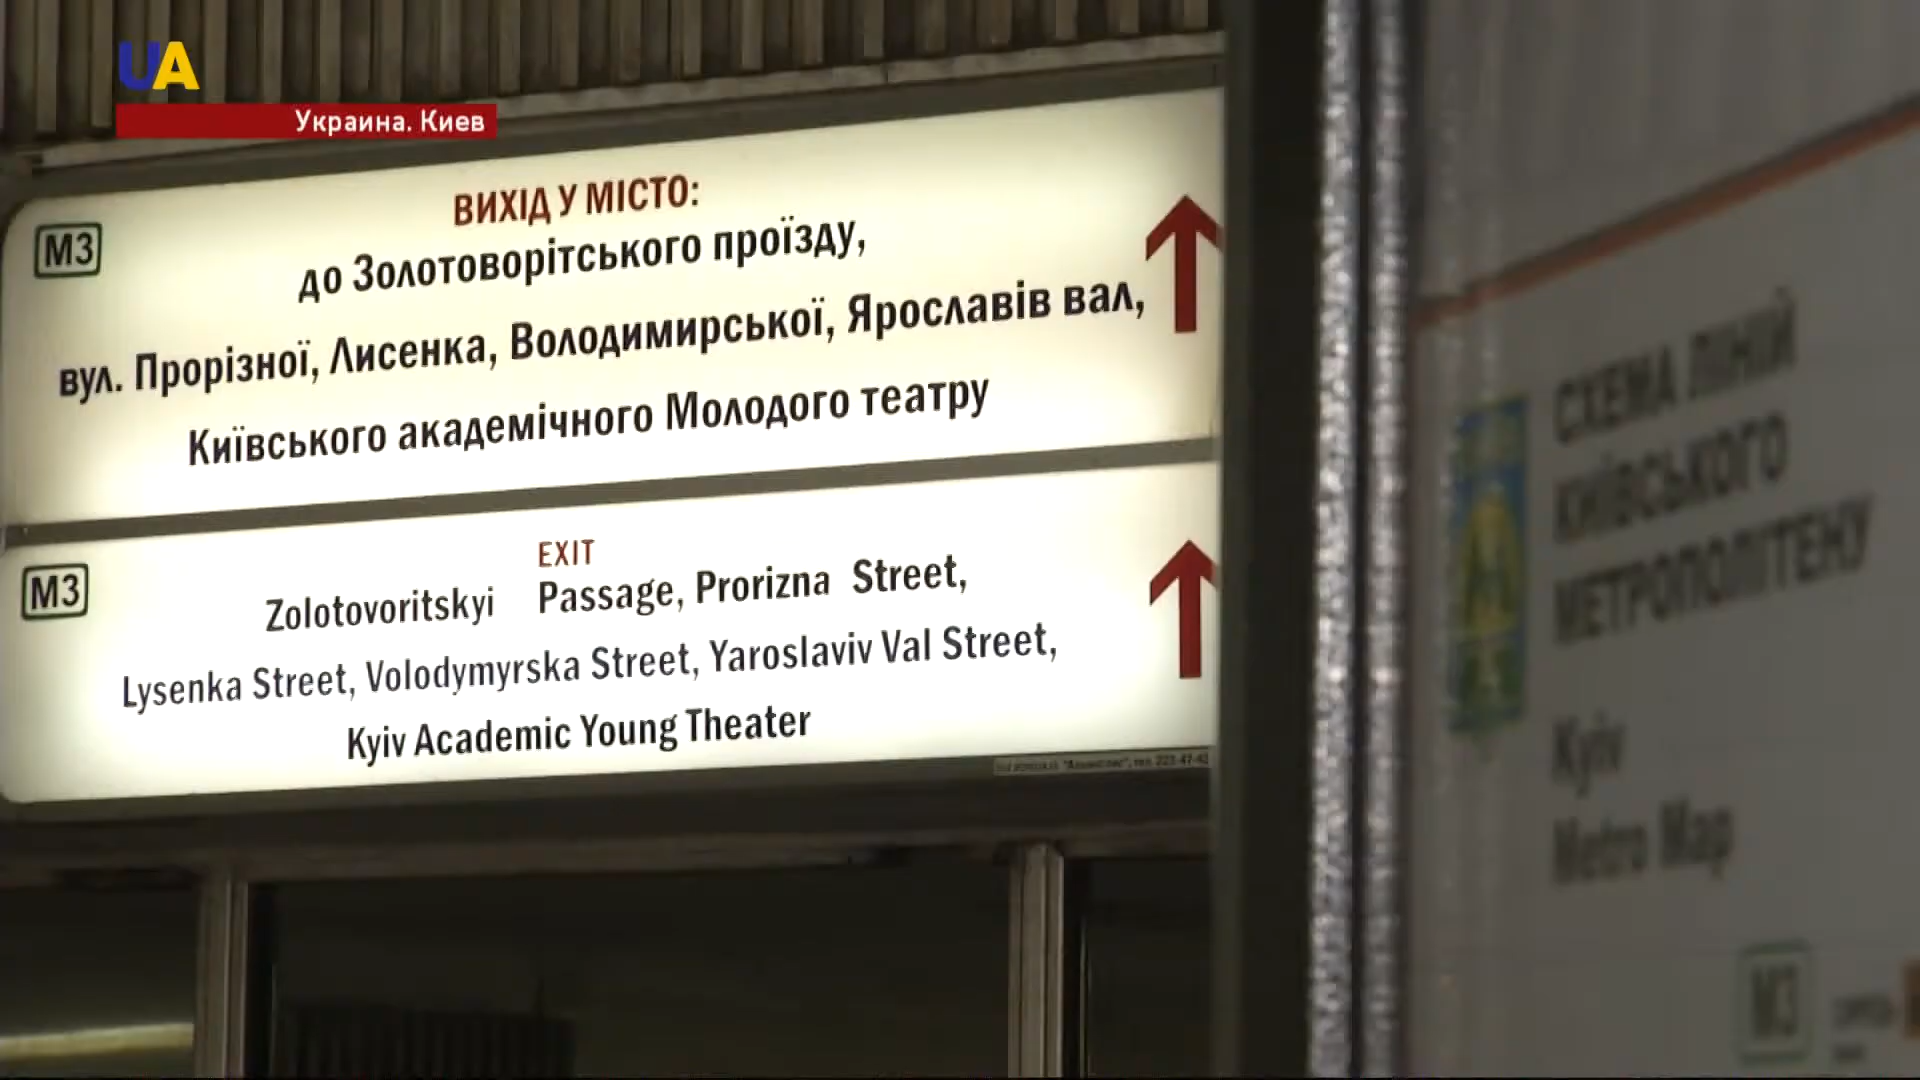 UA
Украина. Киев
М3
ВИХІД У МІСТО:
до Золотоворітського проїзду,
вул. Прорізної, Лисенка, Володимирської, Ярославів вал,
Київського академічного Молодого театру
М3
EXIT
Zolotovoritskyi Passage, Prorizna Street,
Lysenka Street, Volodymyrska Street, Yaroslaviv Val Street,
Kyiv Academic Young Theater
СХЕМА ЛІНІЙ
КИЇВСЬКОГО
МЕТРОПОЛІТЕНУ
Kyiv
Metro Map
М3